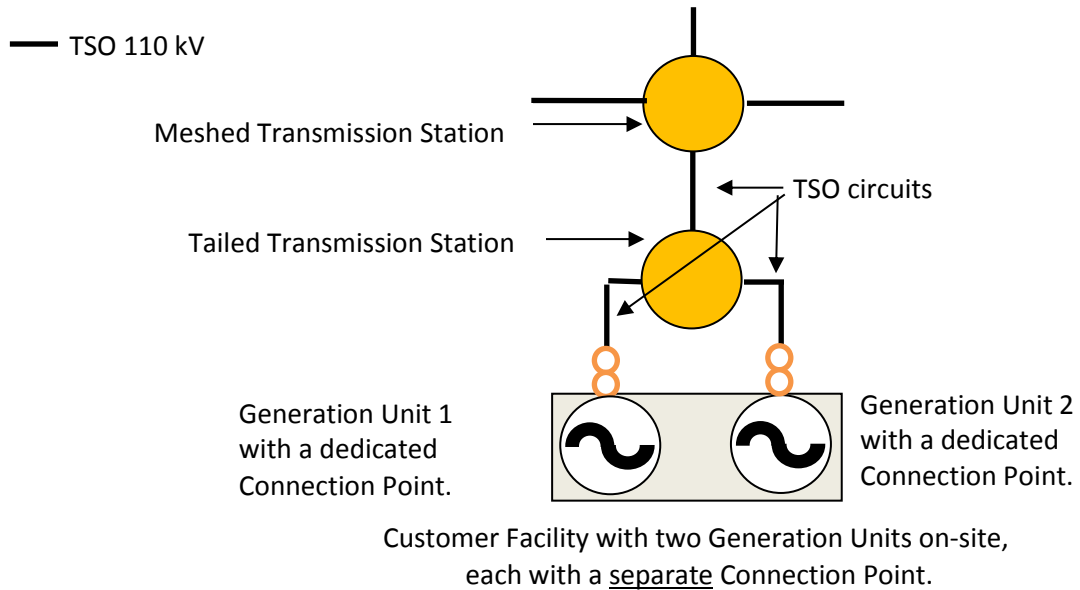 TSO 110 kV
Meshed Transmission Station
TSO circuits
Tailed Transmission Station
Generation Unit 1
with a dedicated
Connection Point.
Generation Unit 2
with a dedicated
Connection Point.
Customer Facility with two Generation Units on-site,
each with a separate Connection Point.